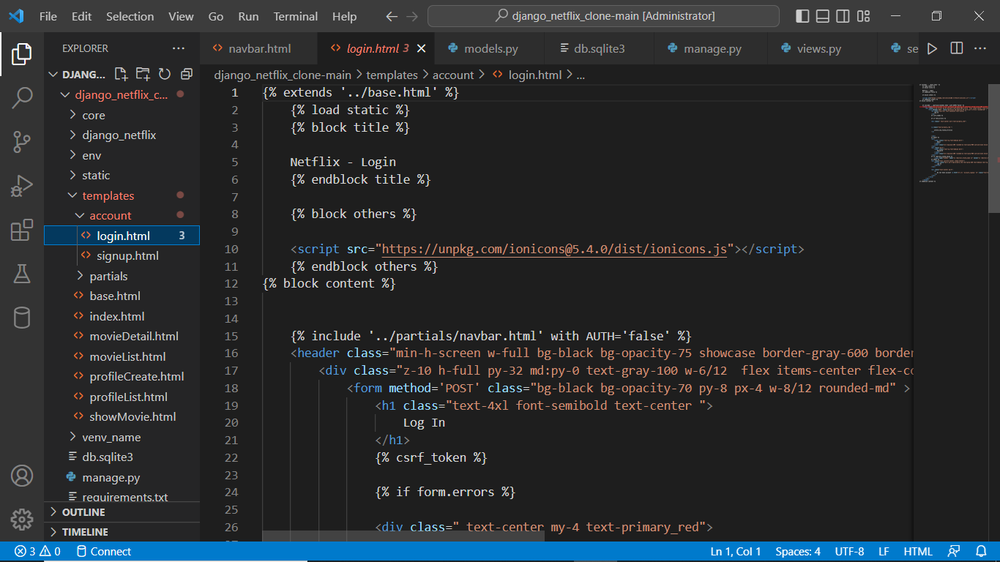 File Edit Selection View Go Run Terminal Help django_netflix_clone-main [Administrator]
EXPLORER
navbar.html login.html 3 models.py db.sqlite3 manage.py views.py se
DJANG...
django_netflix_clone-main > templates > account > login.html > ...
django_netflix_c...
core
django_netflix
env
static
templates
account
login.html 3
signup.html
partials
base.html
index.html
movieDetail.html
movieList.html
profileCreate.html
profileList.html
showMovie.html
venv_name
db.sqlite3
manage.py
requirements.txt
OUTLINE
TIMELINE
1 {% extends '../base.html' %}
2 {% load static %}
3 {% block title %}
4
5 Netflix - Login
6 {% endblock title %}
7
8 {% block others %}
9
10 <script src="https://unpkg.com/ionicons@5.4.0/dist/ionicons.js"></script>
11 {% endblock others %}
12 {% block content %}
13
14
15 {% include '../partials/navbar.html' with AUTH='false' %}
16 <header class="min-h-screen w-full bg-black bg-opacity-75 showcase border-gray-600 border
17 <div class="z-10 h-full py-32 md:py-0 text-gray-100 w-6/12  flex items-center flex-co
18 <form method='POST' class="bg-black bg-opacity-70 py-8 px-4 w-8/12 rounded-md" >
19 <h1 class="text-4xl font-semibold text-center ">
20 Log In
21 </h1>
22 {% csrf_token %}
23
24 {% if form.errors %}
25
26 <div class=" text-center my-4 text-primary_red">
3 0 Connect Ln 1, Col 1 Spaces: 4 UTF-8 LF HTML